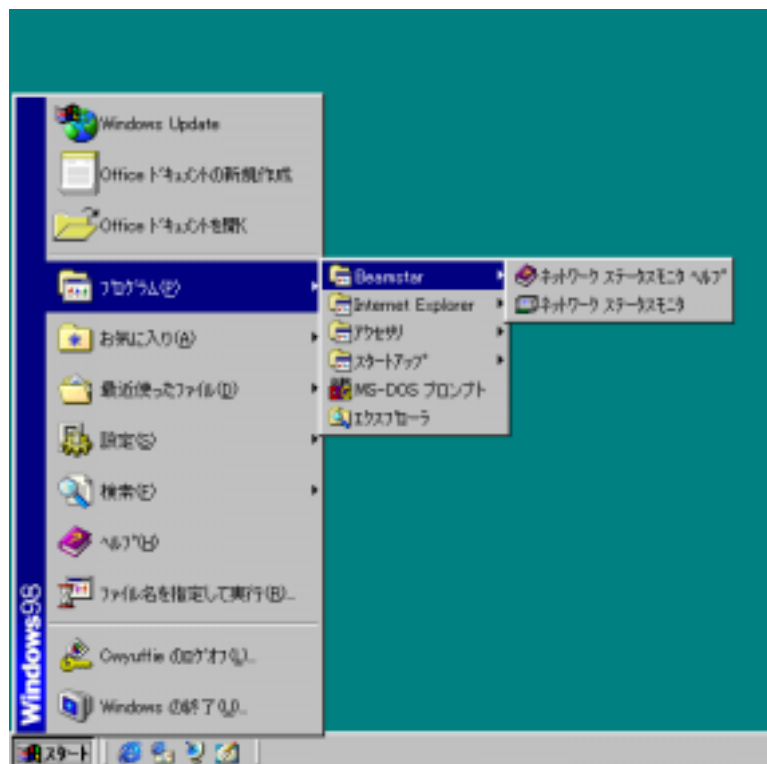 Windows Update
Office ﾄﾞｷｭﾒﾝﾄの新規作成
Office ﾄﾞｷｭﾒﾝﾄを開く
ﾌﾟﾛｸﾞﾗﾑ(P)
お気に入り(A)
最近使ったﾌｧｲﾙ(D)
設定(S)
検索(F)
ﾍﾙﾌﾟ(H)
ﾌｧｲﾙ名を指定して実行(R)...
Gwyuffie のﾛｸﾞｵﾌ(L)...
Windows の終了(U)...
Windows98
Beamstar
Internet Explorer
ｱｸｾｻﾘ
ｽﾀｰﾄｱｯﾌﾟ
MS-DOS プロンプト
ｴｸｽﾌﾟﾛｰﾗ
ﾈｯﾄﾜｰｸ ｽﾃｰﾀｽﾓﾆﾀ ﾍﾙﾌﾟ
ﾈｯﾄﾜｰｸ ｽﾃｰﾀｽﾓﾆﾀ
ｽﾀｰﾄ